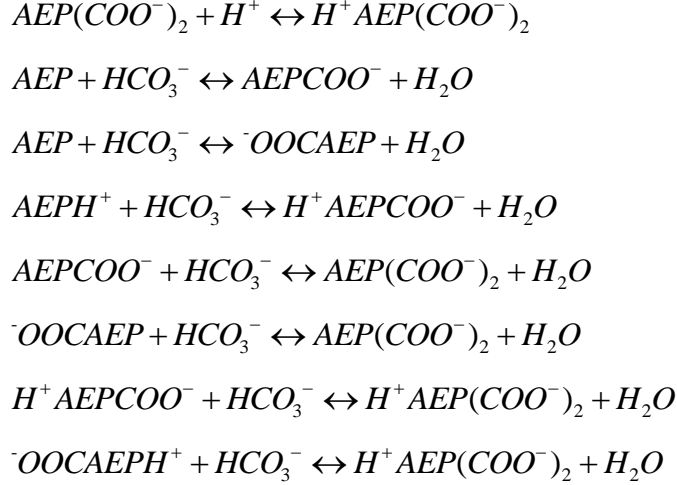 AEP(COO⁻)₂ + H⁺ ↔ H⁺AEP(COO⁻)₂
AEP + HCO₃⁻ ↔ AEPCOO⁻ + H₂O
AEP + HCO₃⁻ ↔ ⁻OOCAEP + H₂O
AEPH⁺ + HCO₃⁻ ↔ H⁺AEPCOO⁻ + H₂O
AEPCOO⁻ + HCO₃⁻ ↔ AEP(COO⁻)₂ + H₂O
⁻OOCAEP + HCO₃⁻ ↔ AEP(COO⁻)₂ + H₂O
H⁺AEPCOO⁻ + HCO₃⁻ ↔ H⁺AEP(COO⁻)₂ + H₂O
⁻OOCAEPH⁺ + HCO₃⁻ ↔ H⁺AEP(COO⁻)₂ + H₂O